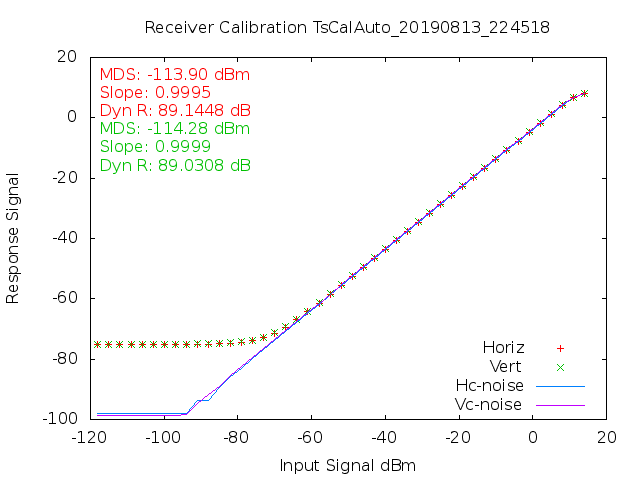 Receiver Calibration TsCalAuto_20190813_224518
20
MDS: -113.90 dBm
Slope: 0.9995
Dyn R: 89.1448 dB
MDS: -114.28 dBm
Slope: 0.9999
Dyn R: 89.0308 dB
0
-20
-40
-60
-80
-100
Response Signal
Horiz
Vert
Hc-noise
Vc-noise
-120 -100 -80 -60 -40 -20 0 20
Input Signal dBm